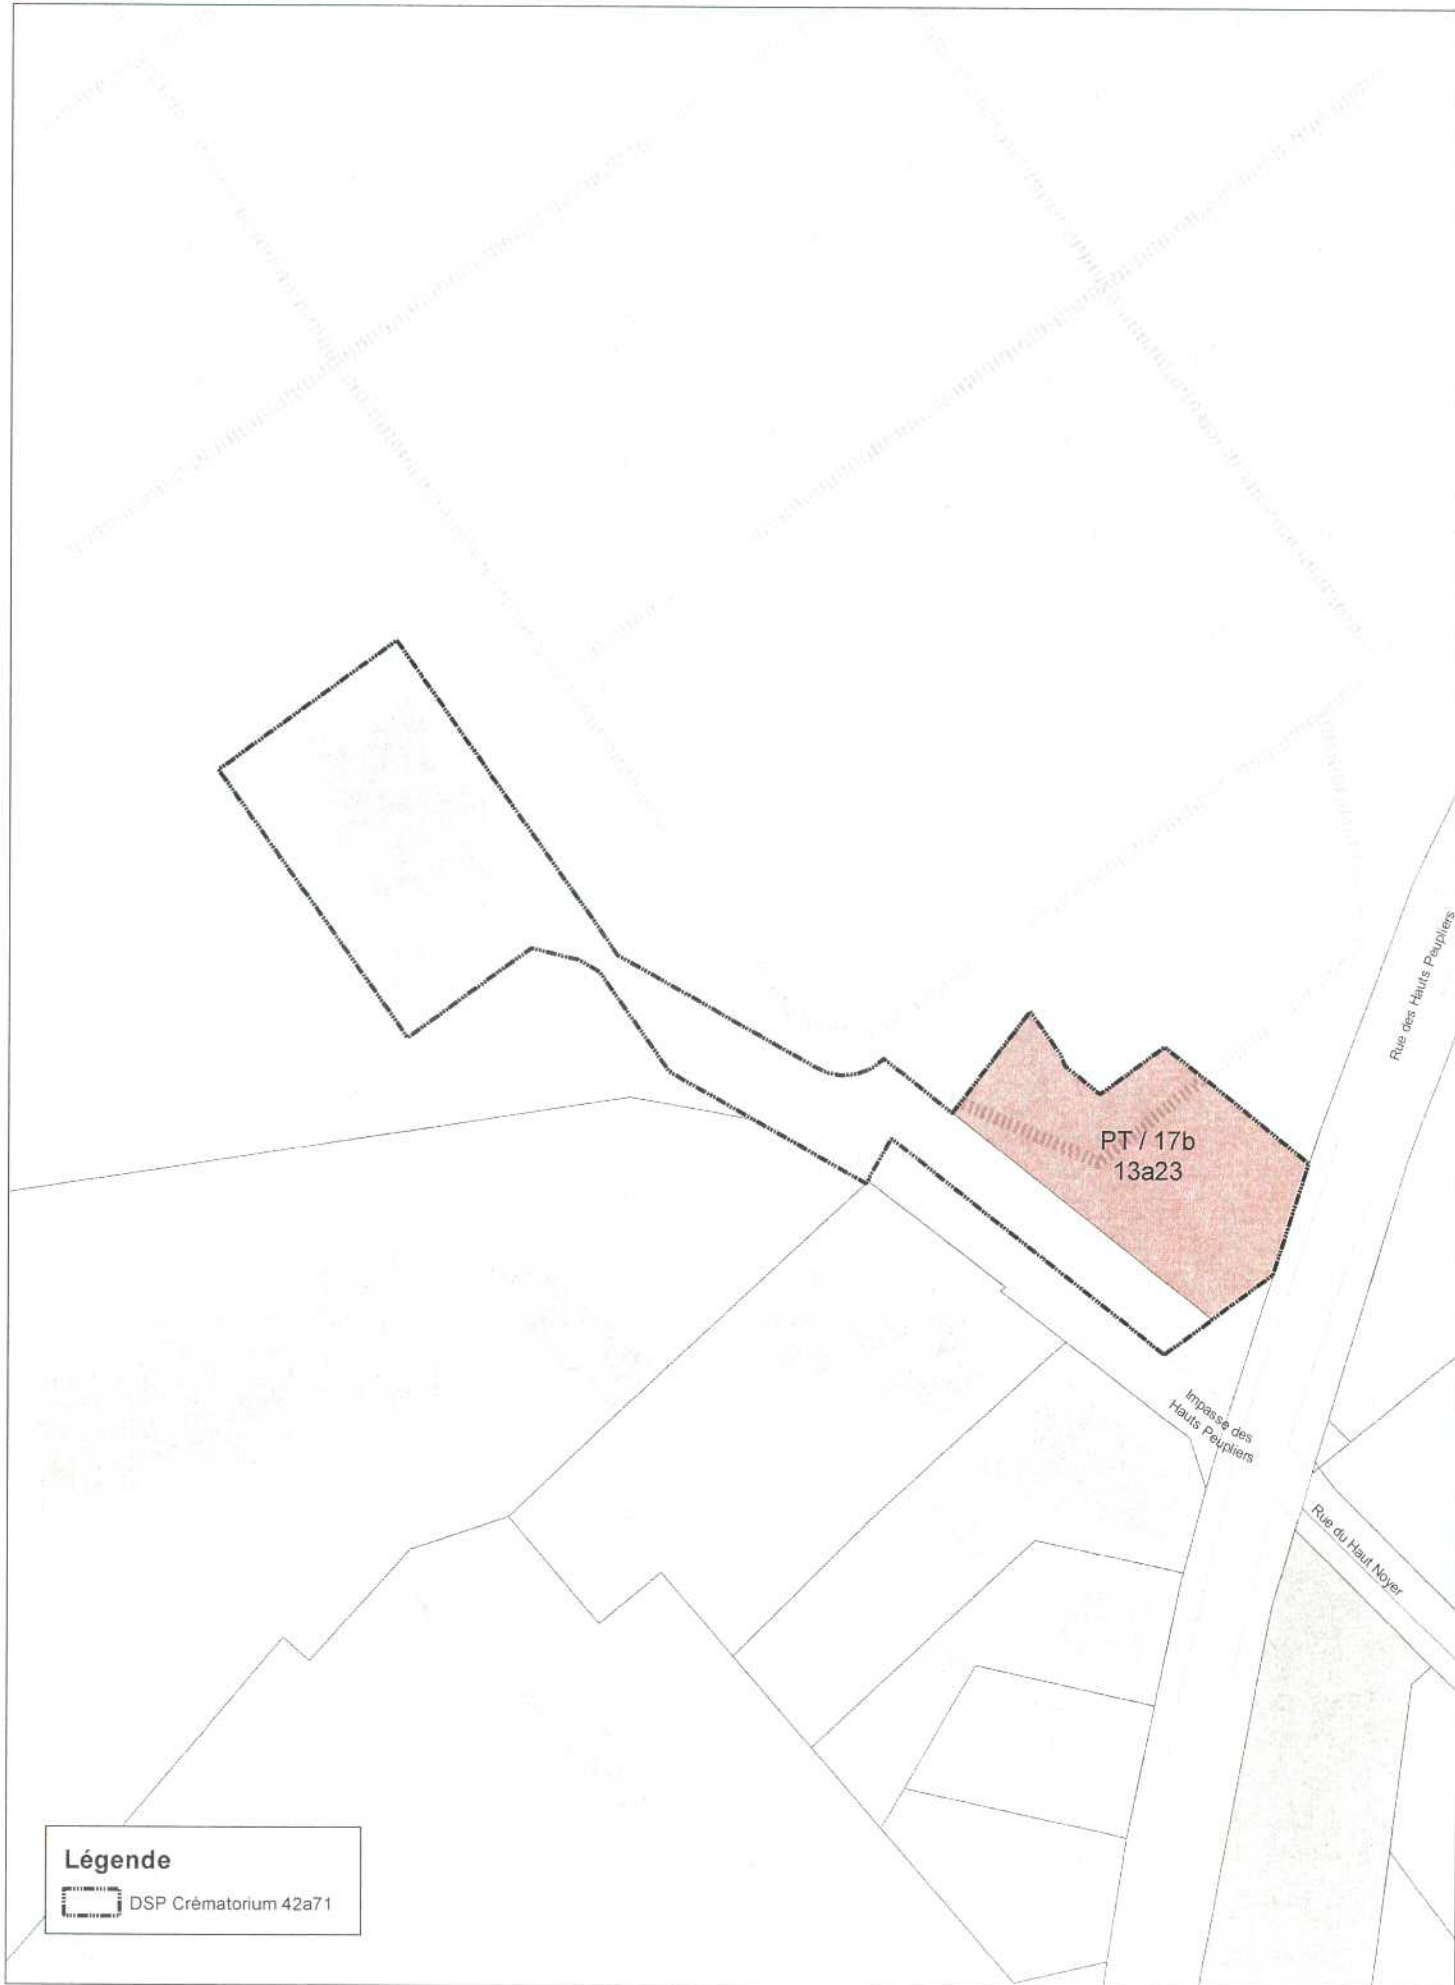 Rue des Hauts Peupliers
PT / 17b
13a23
Impasse des
Hauts Peupliers
Rue du Haut Noyer
Légende
DSP Crématorium 42a71